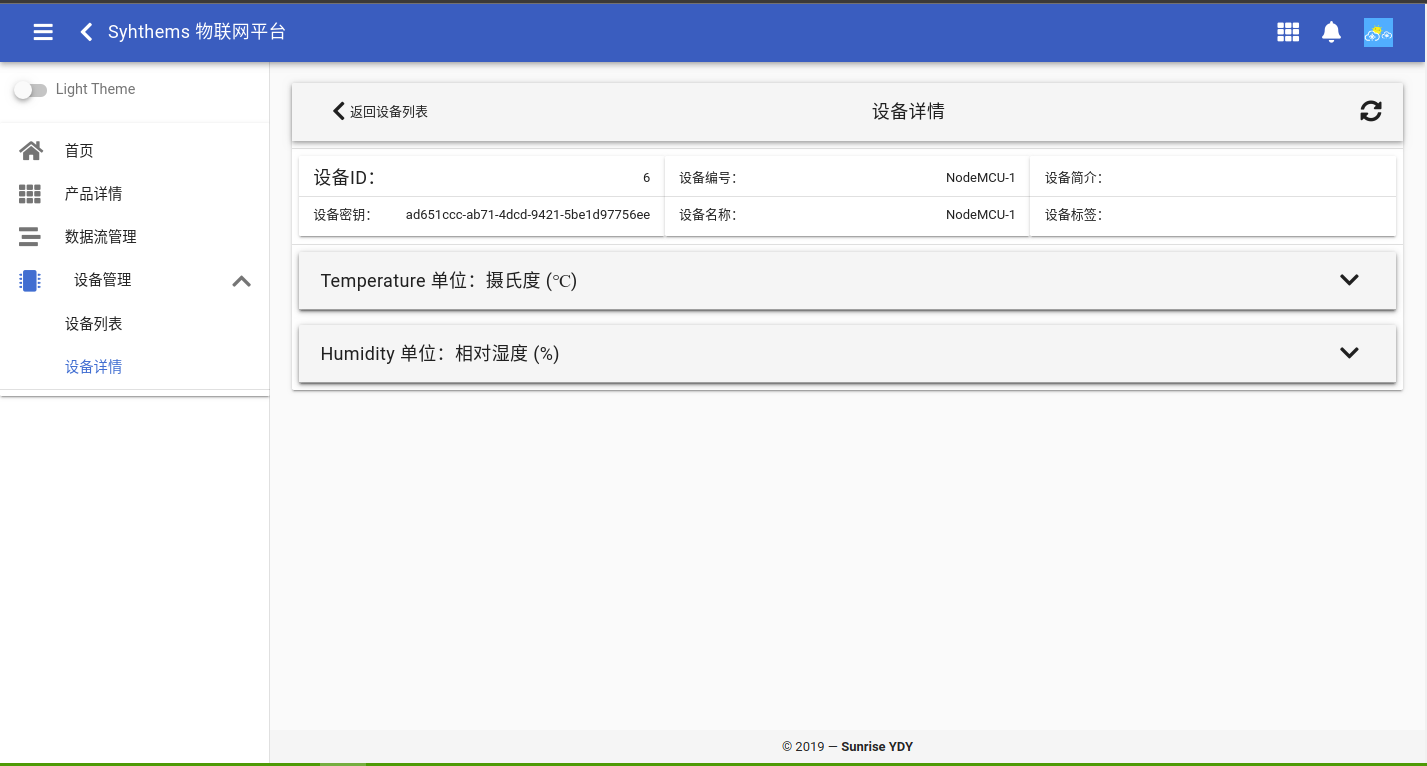 Syhthems 物联网平台
Light Theme
首页
产品详情
数据流管理
设备管理
设备列表
设备详情
返回设备列表
设备详情
设备ID： 6
设备编号： NodeMCU-1
设备简介：
设备密钥： ad651ccc-ab71-4dcd-9421-5be1d97756ee
设备名称： NodeMCU-1
设备标签：
Temperature 单位：摄氏度 (℃)
Humidity 单位：相对湿度 (%)
© 2019 — Sunrise YDY